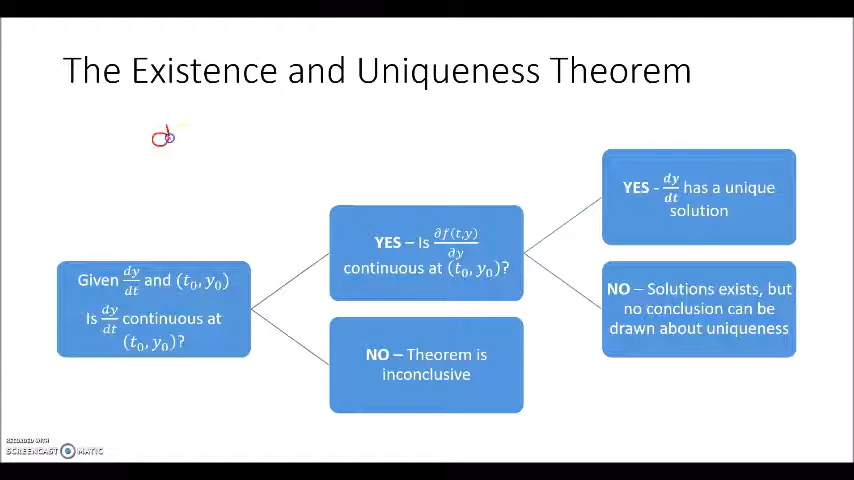 The Existence and Uniqueness Theorem
d
Given dy/dt and (t₀, y₀)
Is dy/dt continuous at
(t₀, y₀)?
YES – Is ∂f(t,y)/∂y
continuous at (t₀, y₀)?
NO – Theorem is
inconclusive
YES - dy/dt has a unique
solution
NO – Solutions exists, but
no conclusion can be
drawn about uniqueness
RECORDED WITH
SCREENCAST MATIC